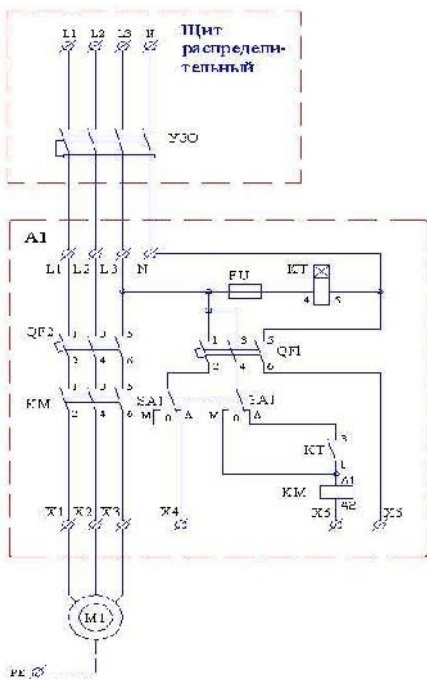 L1 L2 L3 N
Щит
распредели-
тельный
УЗО
A1
L1 L2 L3 N
FU KT
4 5
QF2 1 3 5
2 4 6
1 3 5
QF1
2 4 6
KM 1 3 5
2 4 6
SA1 SA1
M 0 A M 0 A
KT 3
1
KM A1
A2
X1 X2 X3 X4 X5 X6
M1
PE